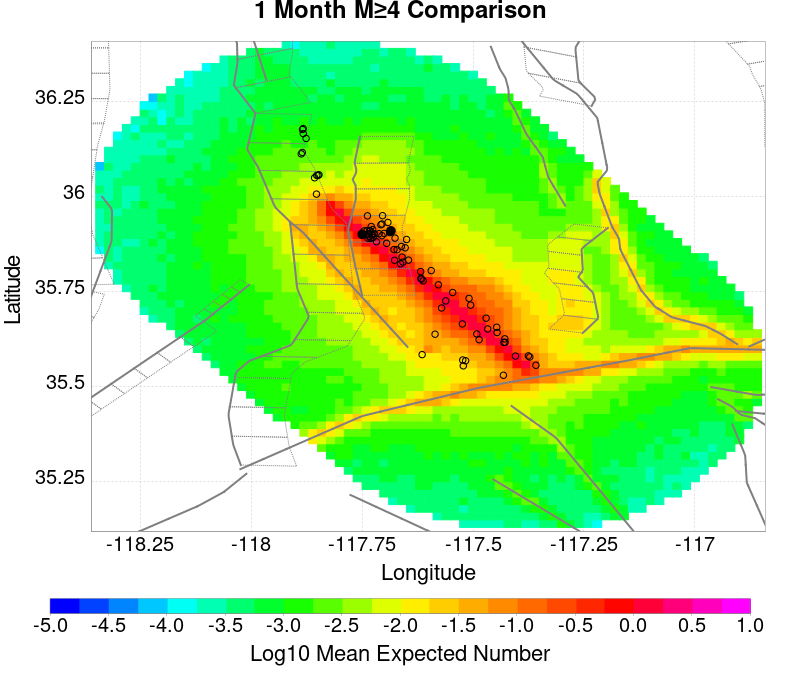 1 Month M≥4 Comparison
36.25
36
35.75
35.5
35.25
Latitude
-118.25 -118 -117.75 -117.5 -117.25 -117
Longitude
-5.0 -4.5 -4.0 -3.5 -3.0 -2.5 -2.0 -1.5 -1.0 -0.5 0.0 0.5 1.0
Log10 Mean Expected Number